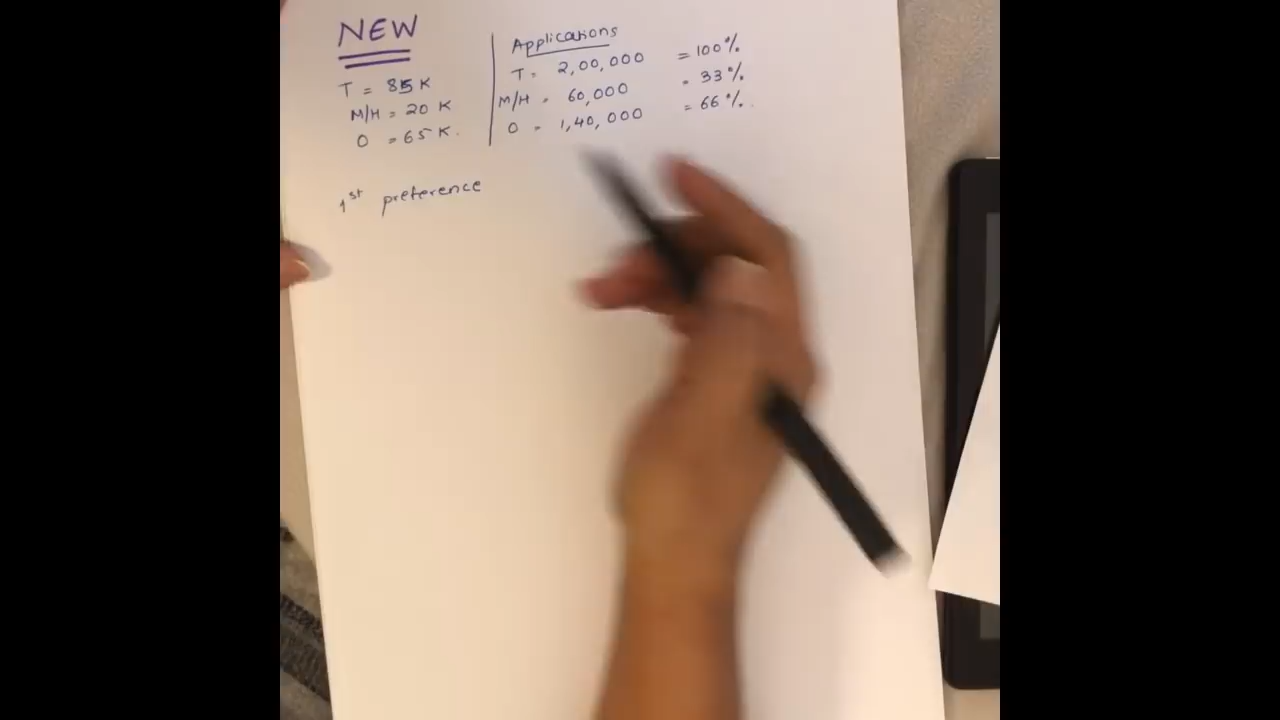 NEW
T = 85 K
M/H = 20 K
O = 65 K.
Applications
T = 2,00,000 = 100%
M/H = 60,000 = 33%
O = 1,40,000 = 66%.
1st preference